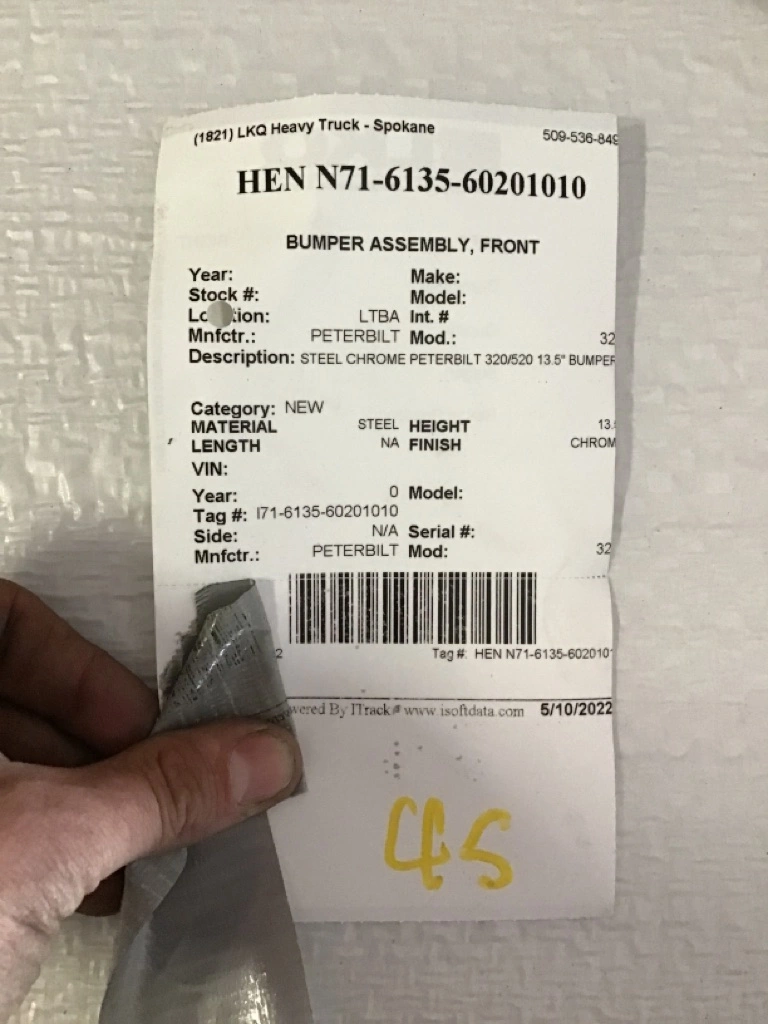 (1821) LKQ Heavy Truck - Spokane 509-536-849
HEN N71-6135-60201010
BUMPER ASSEMBLY, FRONT
Year: Make:
Stock #: Model:
Location: LTBA Int. #
Mnfctr.: PETERBILT Mod.: 32
Description: STEEL CHROME PETERBILT 320/520 13.5" BUMPER
Category: NEW
MATERIAL STEEL HEIGHT 13.
LENGTH NA FINISH CHROM
VIN:
Year: 0 Model:
Tag #: I71-6135-60201010
Side: N/A Serial #:
Mnfctr.: PETERBILT Mod: 32
2 Tag #: HEN N71-6135-6020101
wered By ITrack www.isoftdata.com 5/10/2022
45